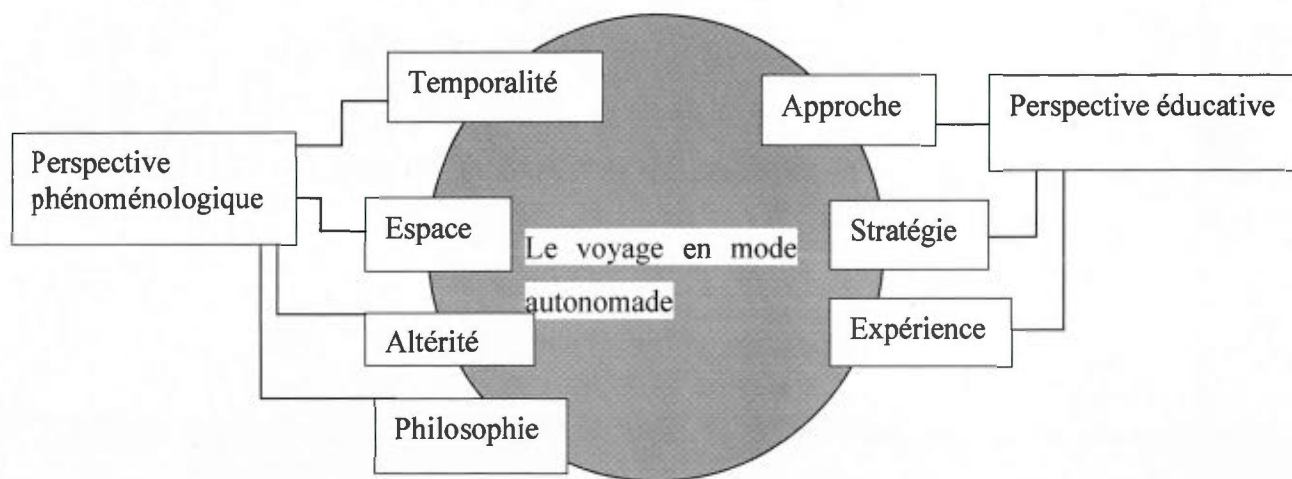 Temporalité
Approche
Perspective éducative
Perspective
phénoménologique
Espace
Stratégie
Le voyage en mode
autonomade
Altérité
Expérience
Philosophie